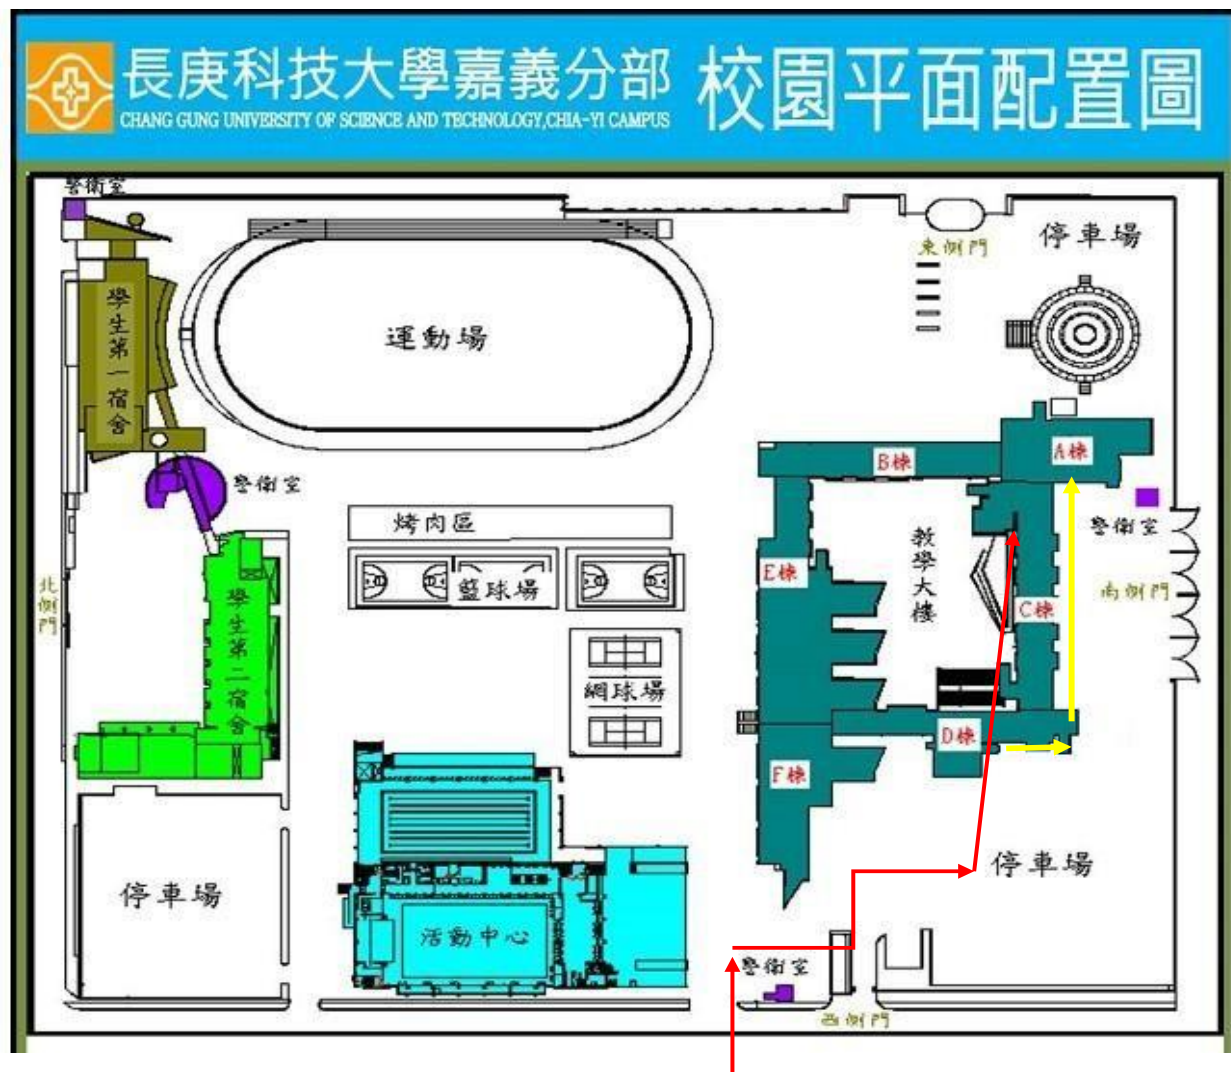 長庚科技大學嘉義分部
CHANG GUNG UNIVERSITY OF SCIENCE AND TECHNOLOGY,CHIA-YI CAMPUS
校園平面配置圖
警衛室
東側門
停車場
學生第一宿舍
運動場
A棟
B棟
警衛室
警衛室
烤肉區
教學大樓
籃球場
E棟
C棟
南側門
北側門
學生第二宿舍
網球場
D棟
F棟
停車場
停車場
活動中心
警衛室
西側門